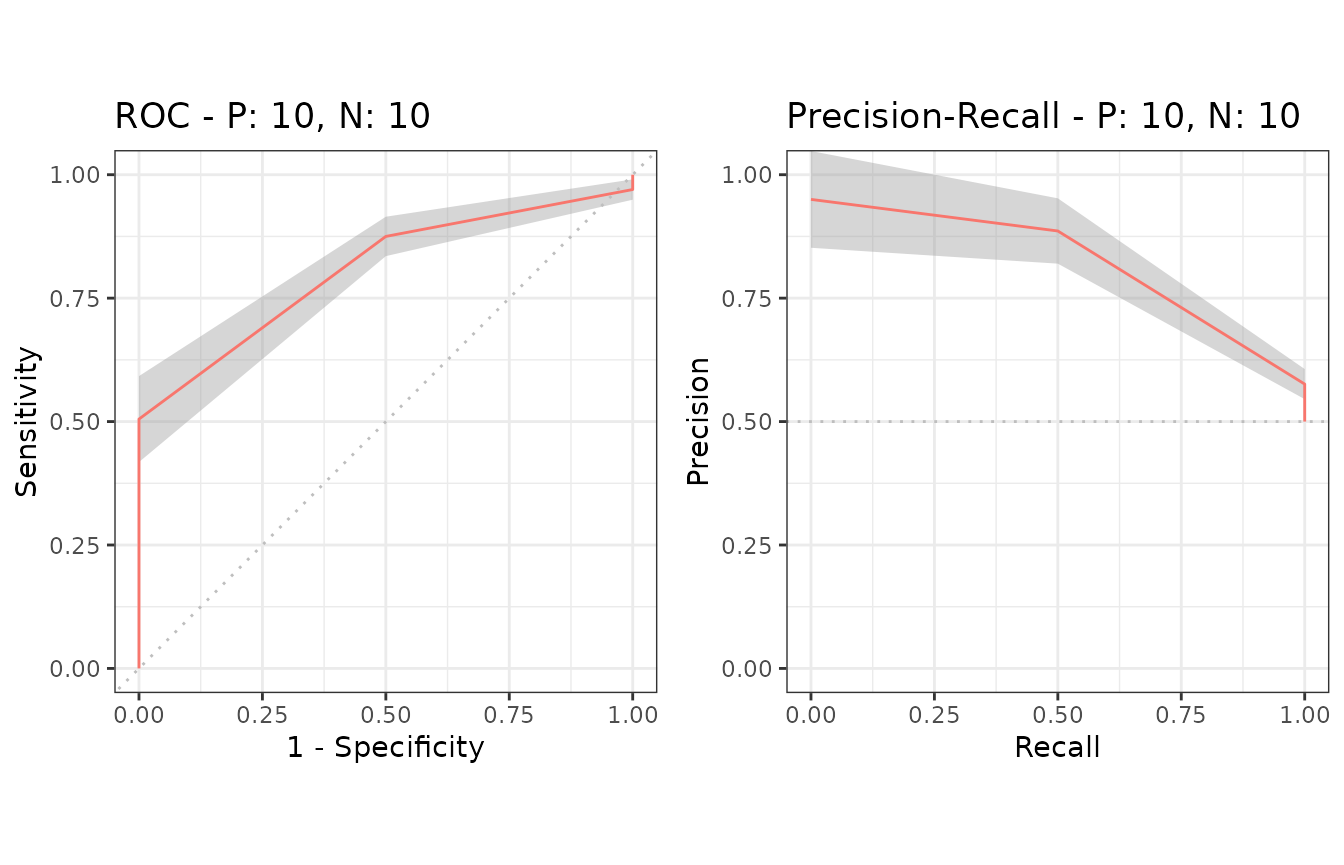 ROC - P: 10, N: 10
1.00
0.75
0.50
0.25
0.00
Sensitivity
0.00 0.25 0.50 0.75 1.00
1 - Specificity
Precision-Recall - P: 10, N: 10
1.00
0.75
0.50
0.25
0.00
Precision
0.00 0.25 0.50 0.75 1.00
Recall